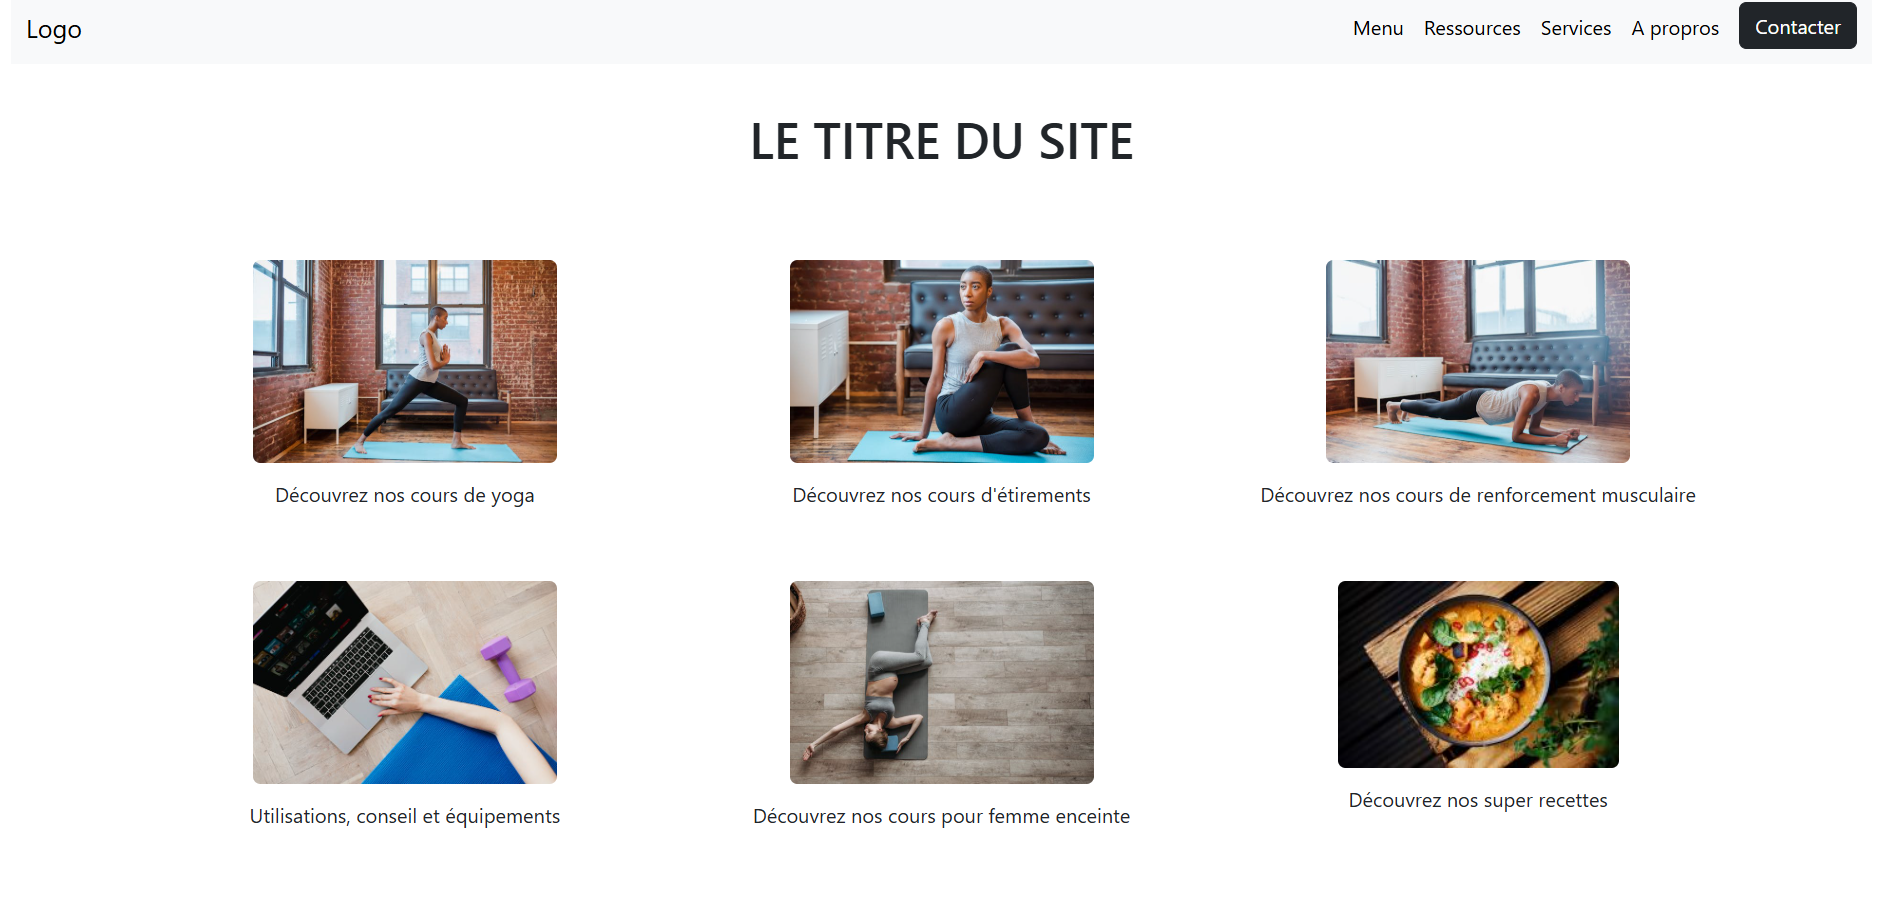 Logo
Menu Ressources Services A propros Contacter
LE TITRE DU SITE
Découvrez nos cours de yoga
Découvrez nos cours d'étirements
Découvrez nos cours de renforcement musculaire
Utilisations, conseil et équipements
Découvrez nos cours pour femme enceinte
Découvrez nos super recettes